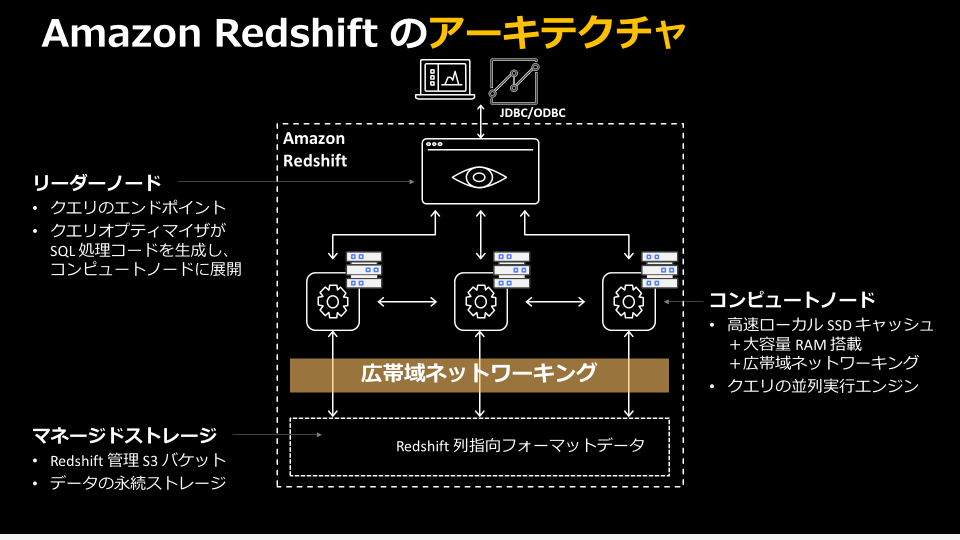 Amazon Redshift のアーキテクチャ
JDBC/ODBC
Amazon
Redshift
リーダーノード
• クエリのエンドポイント
• クエリオプティマイザが
SQL 処理コードを生成し、
コンピュートノードに展開
コンピュートノード
• 高速ローカル SSD キャッシュ
＋大容量 RAM 搭載
＋広帯域ネットワーキング
• クエリの並列実行エンジン
広帯域ネットワーキング
マネージドストレージ
• Redshift 管理 S3 バケット
• データの永続ストレージ
Redshift 列指向フォーマットデータ